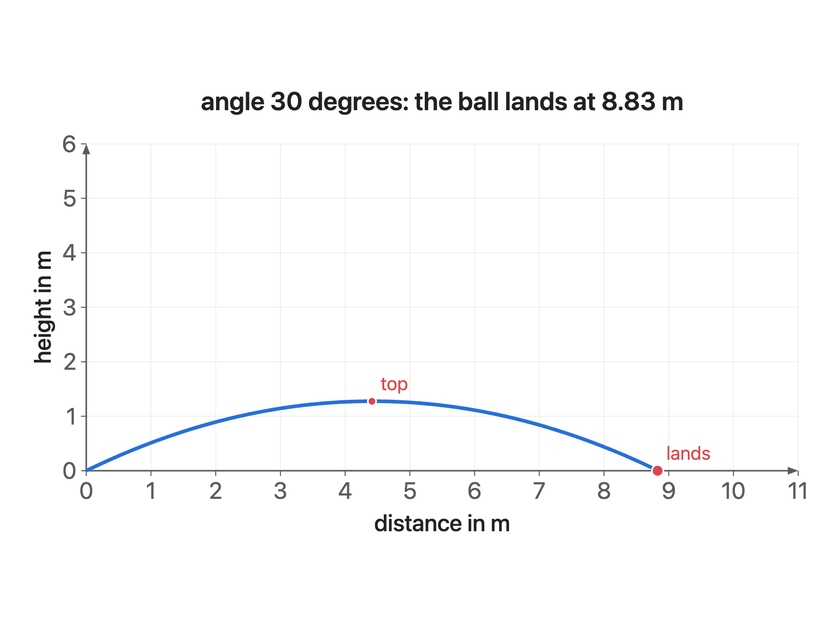 angle 30 degrees: the ball lands at 8.83 m
6
5
4
3
2
1
0
height in m
top
lands
0 1 2 3 4 5 6 7 8 9 10 11
distance in m